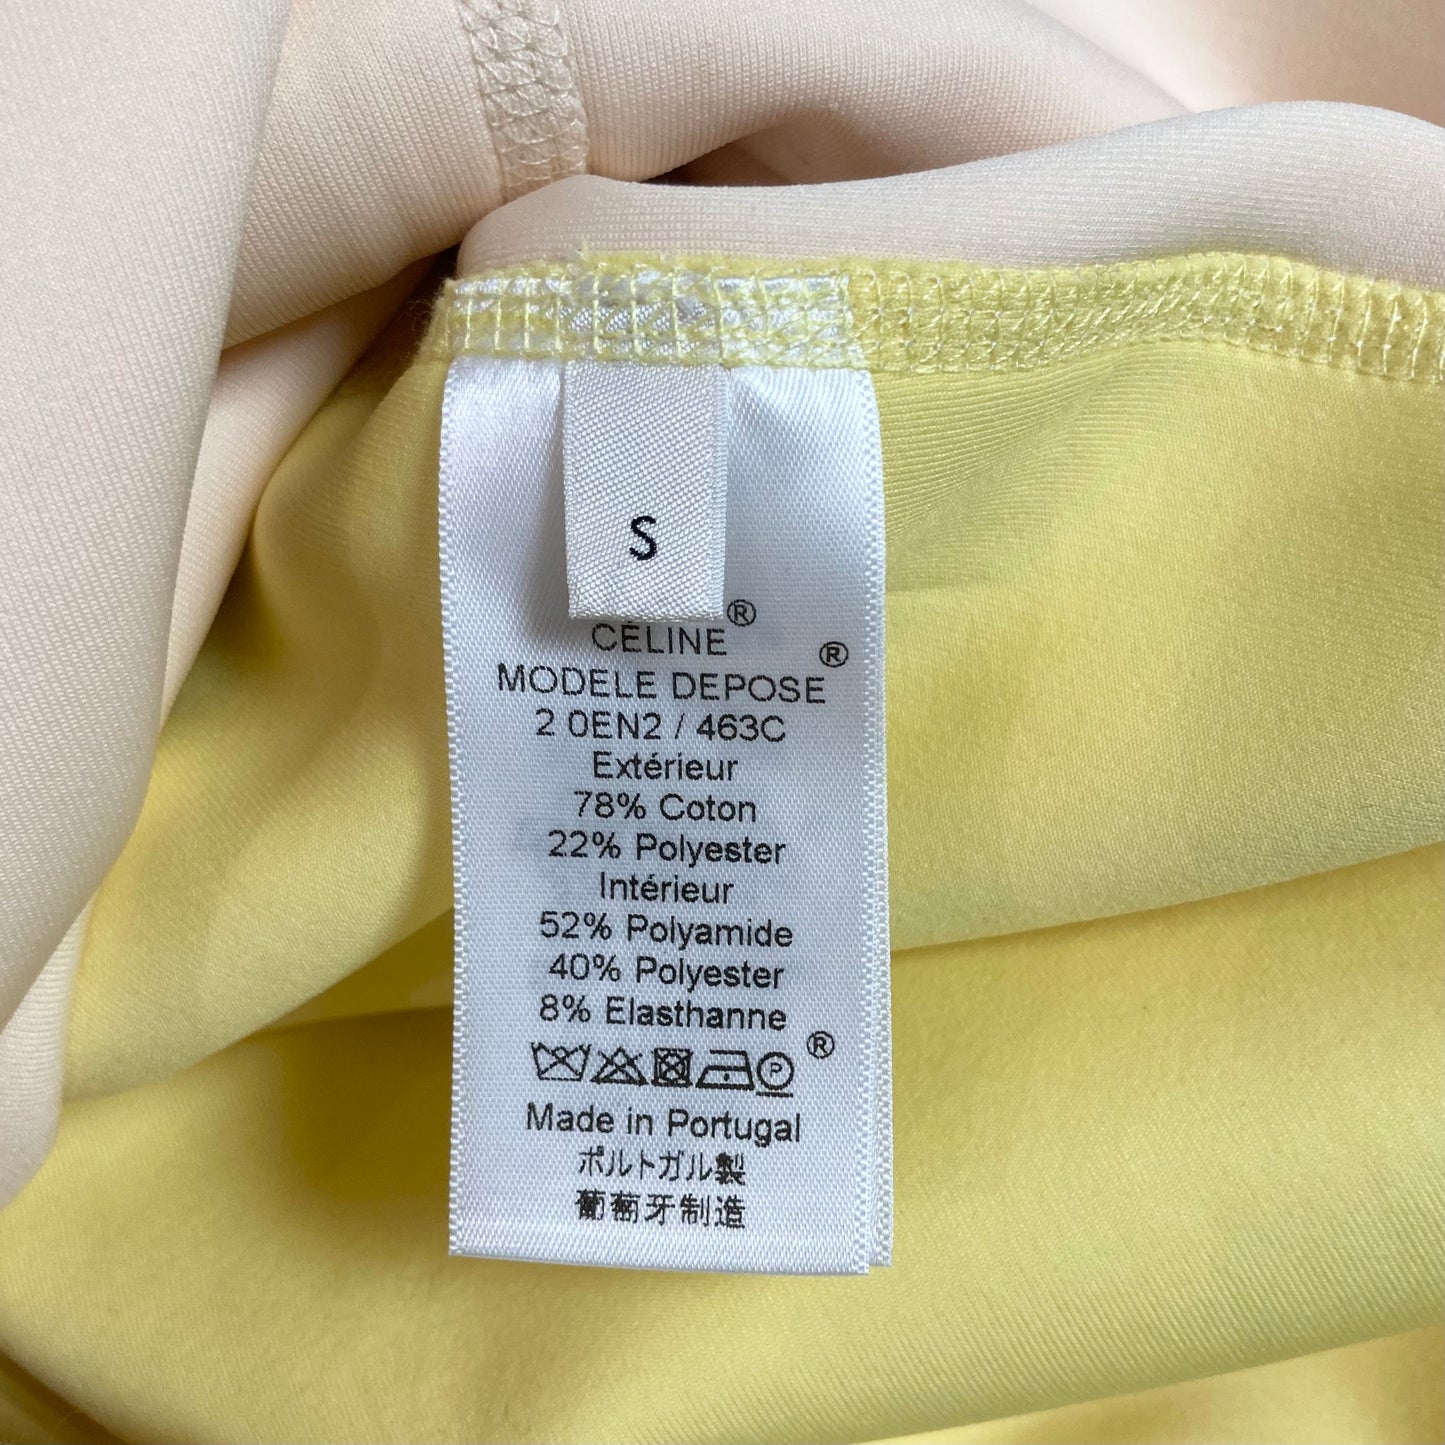 S
CÉLINE®
MODELE DEPOSE®
2 0EN2 / 463C
Extérieur
78% Coton
22% Polyester
Intérieur
52% Polyamide
40% Polyester
8% Elasthanne
P ®
Made in Portugal
ポルトガル製
葡萄牙制造